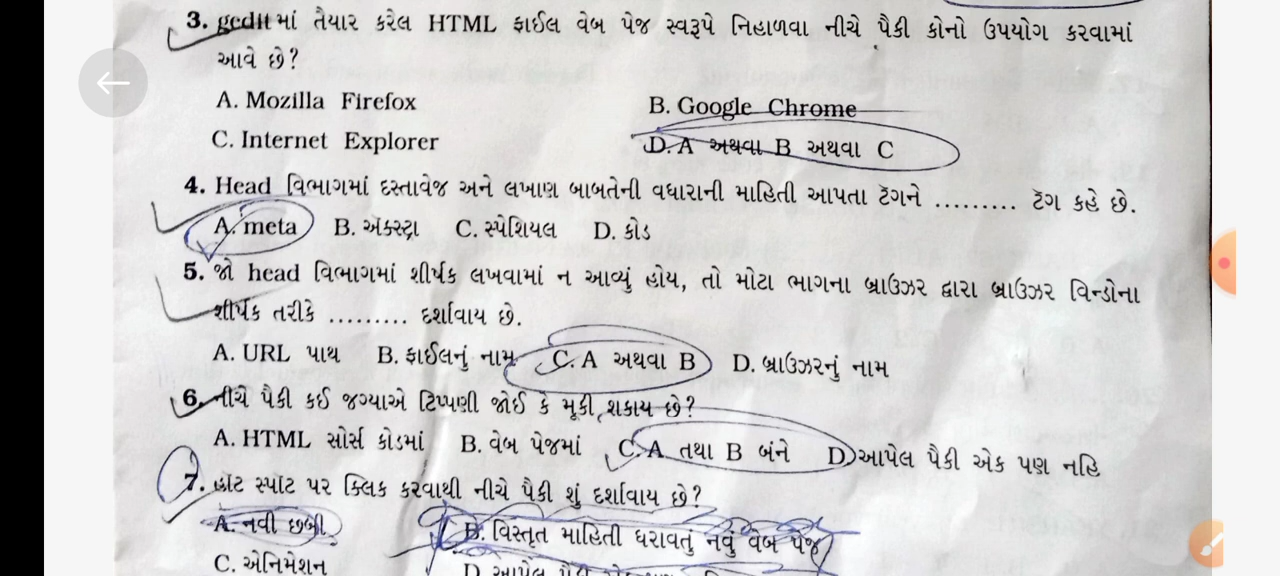 3. geditમાં તૈયાર કરેલ HTML ફાઈલ વેબ પેજ સ્વરૂપે નિહાળવા નીચે પૈકી કોનો ઉપયોગ કરવામાં
આવે છે?
A. Mozilla Firefox B. Google Chrome
C. Internet Explorer D. A અથવા B અથવા C
4. Head વિભાગમાં દસ્તાવેજ અને લખાણ બાબતેની વધારાની માહિતી આપતા ટૅગને ......... ટૅગ કહે છે.
A. meta B. ઍક્સ્ટ્રા C. સ્પેશિયલ D. કોડ
5. જો head વિભાગમાં શીર્ષક લખવામાં ન આવ્યું હોય, તો મોટા ભાગના બ્રાઉઝર દ્વારા બ્રાઉઝર વિન્ડોના
શીર્ષક તરીકે ......... દર્શાવાય છે.
A. URL પાથ B. ફાઈલનું નામ C. A અથવા B D. બ્રાઉઝરનું નામ
6. નીચે પૈકી કઈ જગ્યાએ ટિપ્પણી જોઈ કે મૂકી શકાય છે?
A. HTML સોર્સ કોડમાં B. વેબ પેજમાં C. A તથા B બંને D. આપેલ પૈકી એક પણ નહિ
7. હૉટ સ્પૉટ પર ક્લિક કરવાથી નીચે પૈકી શું દર્શાવાય છે?
A. નવી છબી B. વિસ્તૃત માહિતી ધરાવતું નવું વેબ પેજ
C. એનિમેશન D. આપેલ પૈકી એક